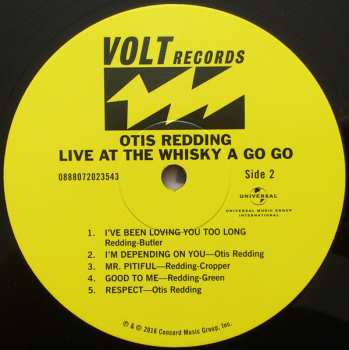 VOLT RECORDS
OTIS REDDING
LIVE AT THE WHISKY A GO GO
0888072023543
Side 2
UNIVERSAL
UNIVERSAL MUSIC GROUP
INTERNATIONAL
1. I'VE BEEN LOVING YOU TOO LONG
Redding-Butler
2. I'M DEPENDING ON YOU—Otis Redding
3. MR. PITIFUL—Redding-Cropper
4. GOOD TO ME—Redding-Green
5. RESPECT—Otis Redding
℗ & © 2016 Concord Music Group, Inc.